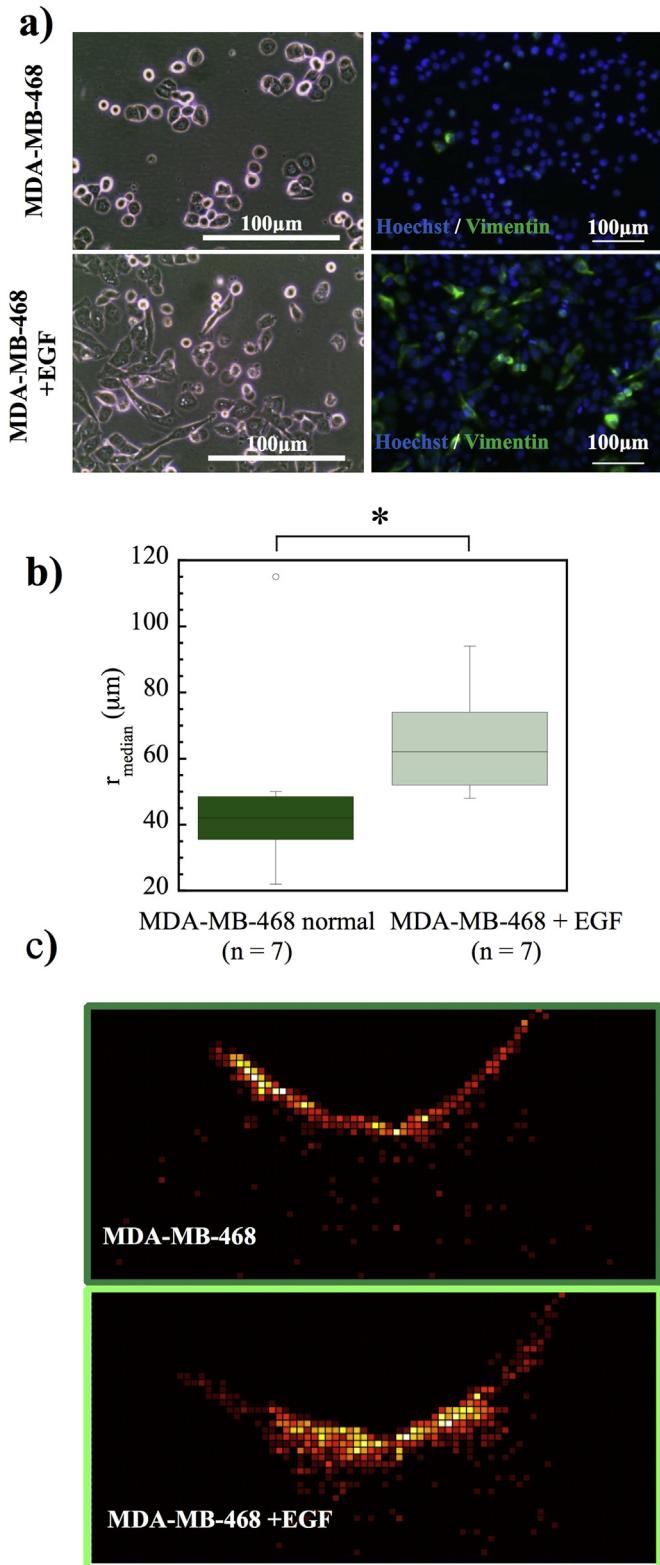 a)
MDA-MB-468
100µm
Hoechst / Vimentin
100µm
MDA-MB-468
+EGF
100µm
Hoechst / Vimentin
100µm
b)
*
120
100
80
60
40
20
r median (µm)
MDA-MB-468 normal
(n = 7)
MDA-MB-468 + EGF
(n = 7)
c)
MDA-MB-468
MDA-MB-468 +EGF